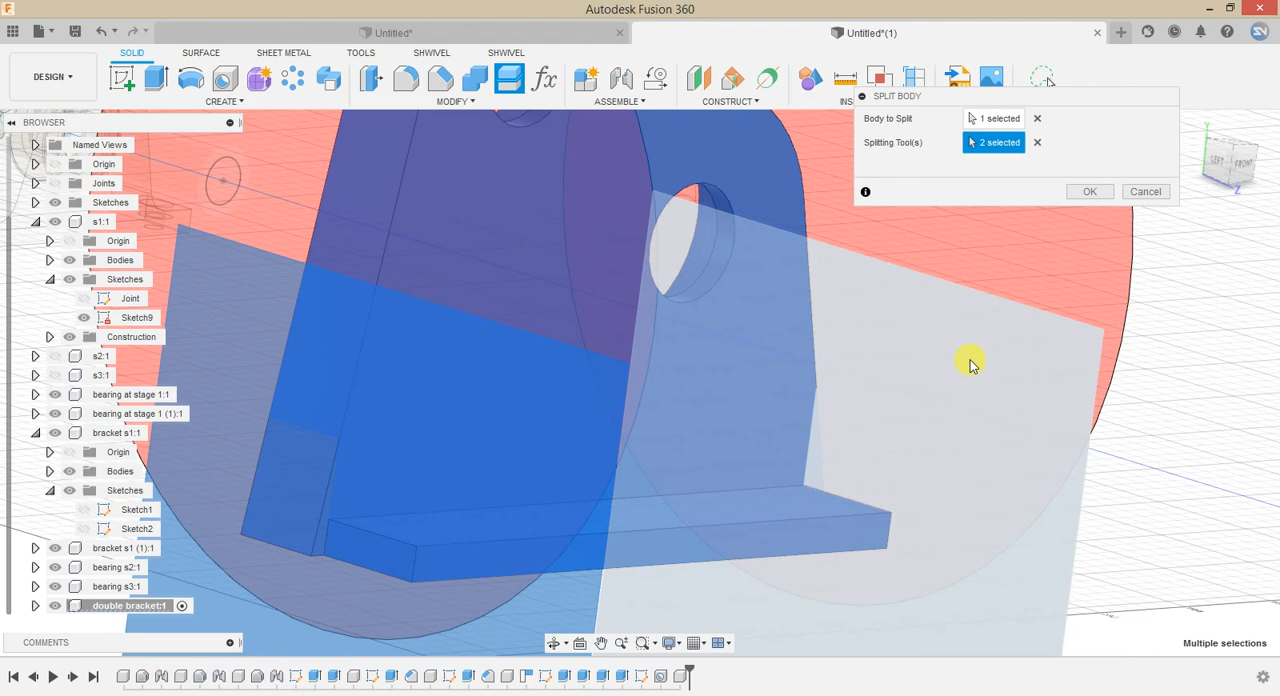 Autodesk Fusion 360
Untitled*
Untitled*(1)
SOLID
SURFACE
SHEET METAL
TOOLS
SHWIVEL
SHWIVEL
DESIGN
CREATE
MODIFY
ASSEMBLE
CONSTRUCT
INS
fx
SPLIT BODY
Body to Split
1 selected
Splitting Tool(s)
2 selected
OK
Cancel
BROWSER
Named Views
Origin
Joints
Sketches
s1:1
Origin
Bodies
Sketches
Joint
Sketch9
Construction
s2:1
s3:1
bearing at stage 1:1
bearing at stage 1 (1):1
bracket s1:1
Origin
Bodies
Sketches
Sketch1
Sketch2
bracket s1 (1):1
bearing s2:1
bearing s3:1
double bracket:1
COMMENTS
Multiple selections
LEFT
FRONT
Y
Z
SN